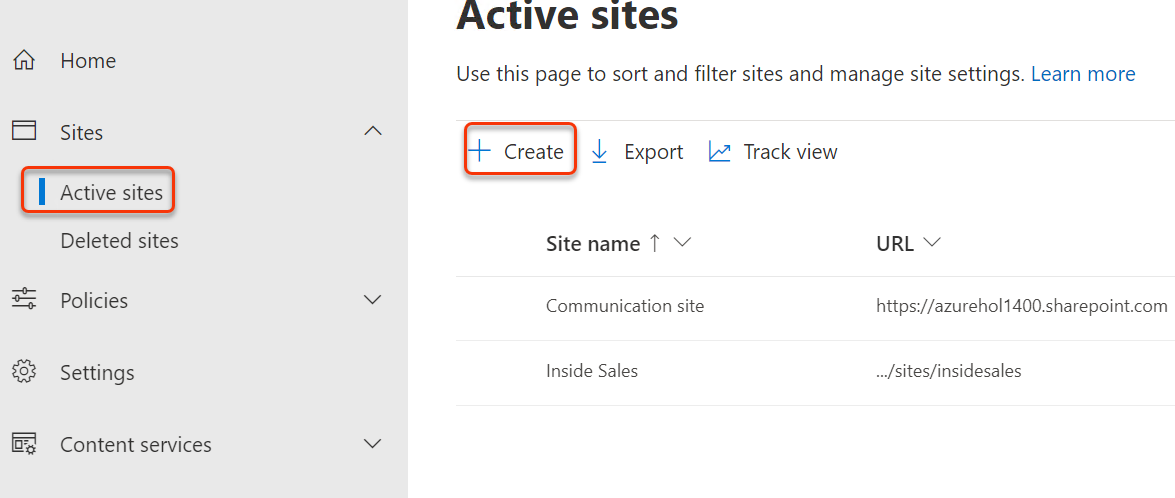 Home
Sites
Active sites
Deleted sites
Policies
Settings
Content services
Active sites
Use this page to sort and filter sites and manage site settings. Learn more
Create Export Track view
Site name URL
Communication site https://azurehol1400.sharepoint.com
Inside Sales .../sites/insidesales